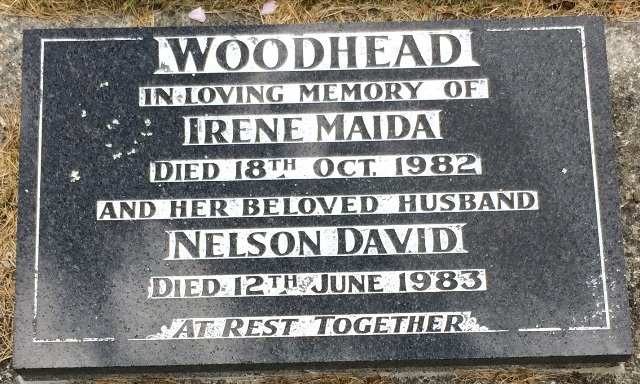 WOODHEAD
IN LOVING MEMORY OF
IRENE MAIDA
DIED 18TH OCT. 1982
AND HER BELOVED HUSBAND
NELSON DAVID
DIED 12TH JUNE 1983
AT REST TOGETHER